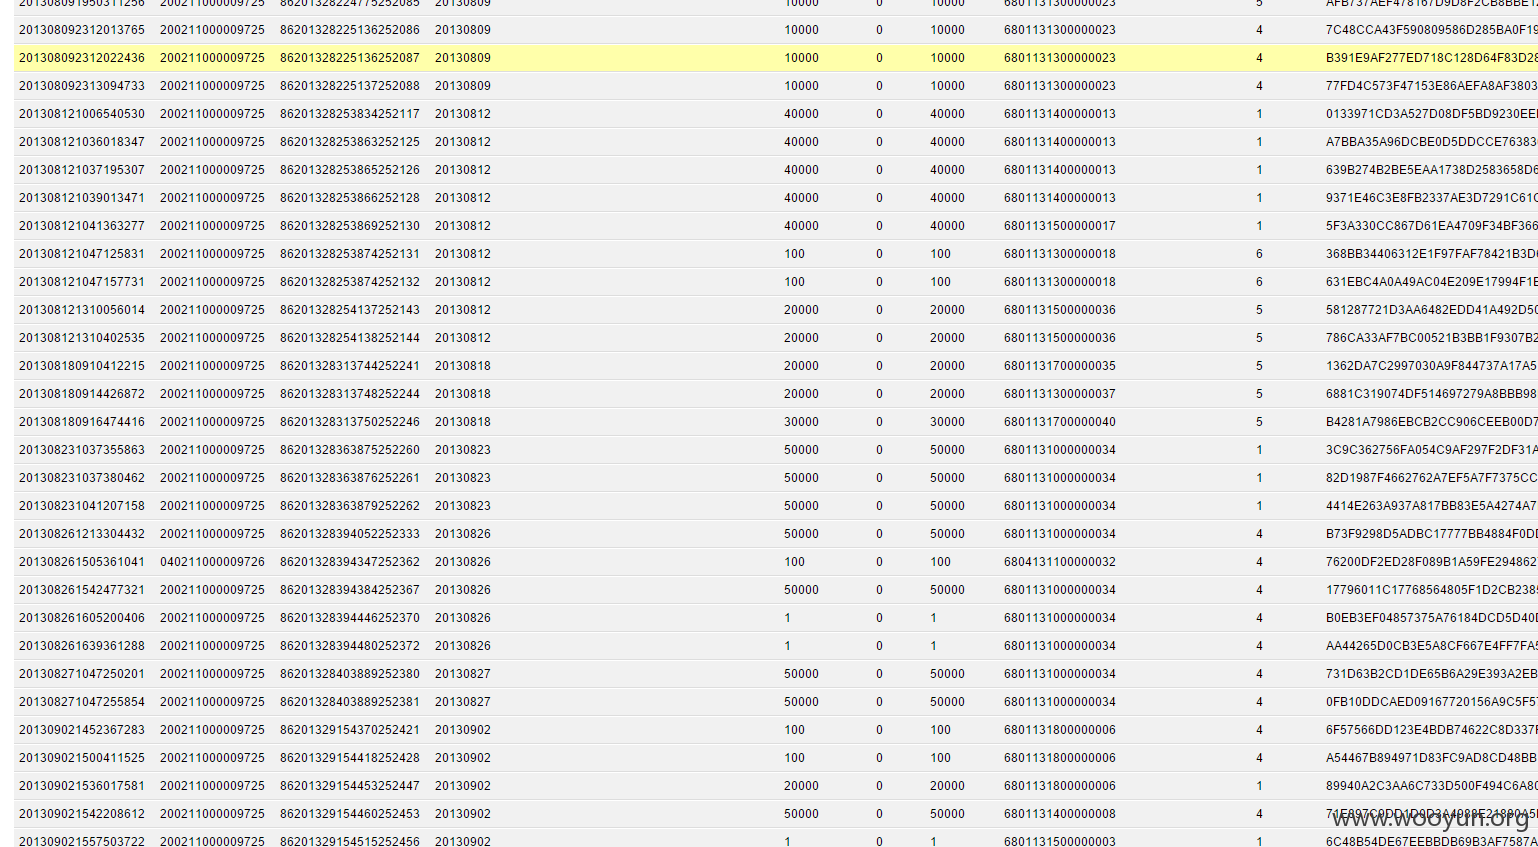 201308091950311256 200211000009725 86201328224775252085 20130809 10000 0 10000 6801131300000023 5
201308092312013765 200211000009725 86201328225136252086 20130809 10000 0 10000 6801131300000023 4 7C48CCA43F590809586D285BA0F19
201308092312022436 200211000009725 86201328225136252087 20130809 10000 0 10000 6801131300000023 4 B391E9AF277ED718C128D64F83D28
201308092313094733 200211000009725 86201328225137252088 20130809 10000 0 10000 6801131300000023 4 77FD4C573F47153E86AEFA8AF3803
201308121006540530 200211000009725 86201328253834252117 20130812 40000 0 40000 6801131400000013 1 0133971CD3A527D08DF5BD9230EE
201308121036018347 200211000009725 86201328253863252125 20130812 40000 0 40000 6801131400000013 1 A7BBA35A96DCBE0D5DDCCE76383
201308121037195307 200211000009725 86201328253865252126 20130812 40000 0 40000 6801131400000013 1 639B274B2BE5EAA1738D2583658D6
201308121039013471 200211000009725 86201328253866252128 20130812 40000 0 40000 6801131400000013 1 9371E46C3E8FB2337AE3D7291C61C
201308121041363277 200211000009725 86201328253869252130 20130812 40000 0 40000 6801131500000017 1 5F3A330CC867D61EA4709F34BF366
201308121047125831 200211000009725 86201328253874252131 20130812 100 0 100 6801131300000018 6 368BB34406312E1F97FAF78421B3D
201308121047157731 200211000009725 86201328253874252132 20130812 100 0 100 6801131300000018 6 631EBC4A0A49AC04E209E17994F1E
201308121310056014 200211000009725 86201328254137252143 20130812 20000 0 20000 6801131500000036 5 581287721D3AA6482EDD41A492D50
201308121310402535 200211000009725 86201328254138252144 20130812 20000 0 20000 6801131500000036 5 786CA33AF7BC00521B3BB1F9307B2
201308180910412215 200211000009725 86201328313744252241 20130818 20000 0 20000 6801131700000035 5 1362DA7C2997030A9F844737A17A5
201308180914426872 200211000009725 86201328313748252244 20130818 20000 0 20000 6801131300000037 5 6881C319074DF514697279A8BBB98
201308180916474416 200211000009725 86201328313750252246 20130818 30000 0 30000 6801131700000040 5 B4281A7986EBCB2CC906CEEB00D7
201308231037355863 200211000009725 86201328363875252260 20130823 50000 0 50000 6801131000000034 1 3C9C362756FA054C9AF297F2DF31A
201308231037380462 200211000009725 86201328363876252261 20130823 50000 0 50000 6801131000000034 1 82D1987F4662762A7EF5A7F7375CC
201308231041207158 200211000009725 86201328363879252262 20130823 50000 0 50000 6801131000000034 1 4414E263A937A817BB83E5A4274A7
201308261213304432 200211000009725 86201328394052252333 20130826 50000 0 50000 6801131000000034 4 B73F9298D5ADBC17777BB4884F0D
201308261505361041 040211000009726 86201328394347252362 20130826 100 0 100 6804131100000032 4 76200DF2ED28F089B1A59FE294862
201308261542477321 200211000009725 86201328394384252367 20130826 50000 0 50000 6801131000000034 4 17796011C17768564805F1D2CB238
201308261605200406 200211000009725 86201328394446252370 20130826 1 0 1 6801131000000034 4 B0EB3EF04857375A76184DCD5D40
201308261639361288 200211000009725 86201328394480252372 20130826 1 0 1 6801131000000034 4 AA44265D0CB3E5A8CF667E4FF7FA
201308271047250201 200211000009725 86201328403889252380 20130827 50000 0 50000 6801131000000034 4 731D63B2CD1DE65B6A29E393A2EB
201308271047255854 200211000009725 86201328403889252381 20130827 50000 0 50000 6801131000000034 4 0FB10DDCAED09167720156A9C5F5
201309021452367283 200211000009725 86201329154370252421 20130902 100 0 100 6801131800000006 4 6F57566DD123E4BDB74622C8D337
201309021500411525 200211000009725 86201329154418252428 20130902 100 0 100 6801131800000006 4 A54467B894971D83FC9AD8CD48BB
201309021536017581 200211000009725 86201329154453252447 20130902 20000 0 20000 6801131800000006 1 89940A2C3AA6C733D500F494C6A8
201309021542208612 200211000009725 86201329154460252453 20130902 50000 0 50000 6801131400000008 4
www.wooyun.org
201309021557503722 200211000009725 86201329154515252456 20130902 1 0 1 6801131500000003 1 6C48B54DE67EEBBDB69B3AF7587A